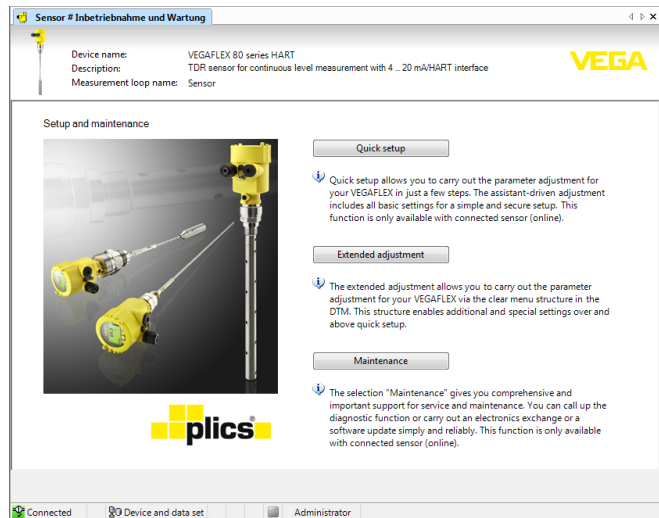 Sensor # Inbetriebnahme und Wartung
Device name: VEGAFLEX 80 series HART
Description: TDR sensor for continuous level measurement with 4 .. 20 mA/HART interface
Measurement loop name: Sensor
VEGA
Setup and maintenance
Quick setup
Quick setup allows you to carry out the parameter adjustment for
your VEGAFLEX in just a few steps. The assistant-driven adjustment
includes all basic settings for a simple and secure setup. This
function is only available with connected sensor (online).
Extended adjustment
The extended adjustment allows you to carry out the parameter
adjustment for your VEGAFLEX via the clear menu structure in the
DTM. This structure enables additional and special settings over and
above quick setup.
Maintenance
The selection "Maintenance" gives you comprehensive and
important support for service and maintenance. You can call up the
diagnostic function or carry out an electronics exchange or a
software update simply and reliably. This function is only available
with connected sensor (online).
plics®
Connected Device and data set Administrator